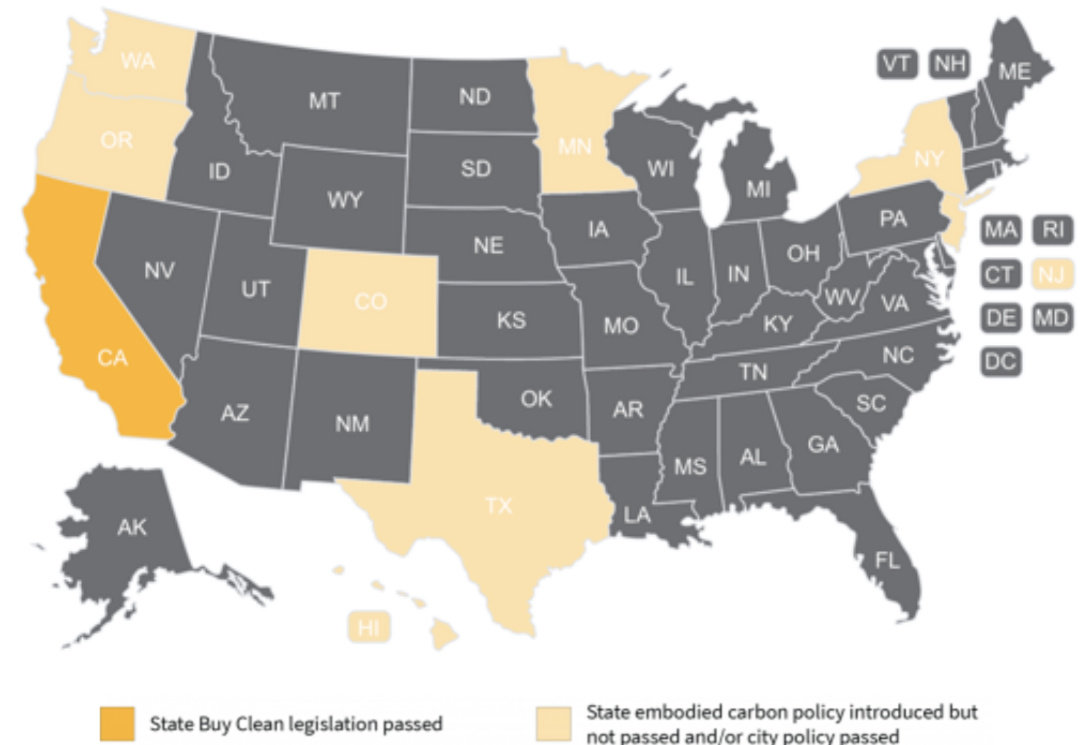 WA
MT
ND
MN
VT
NH
ME
OR
ID
SD
WI
MI
NY
WY
IA
PA
MA
RI
NV
UT
NE
IL
IN
OH
CT
NJ
CO
KS
MO
WV
VA
KY
DE
MD
CA
DC
AZ
NM
OK
AR
TN
NC
SC
MS
AL
GA
TX
LA
AK
FL
HI
State Buy Clean legislation passed
State embodied carbon policy introduced but
not passed and/or city policy passed